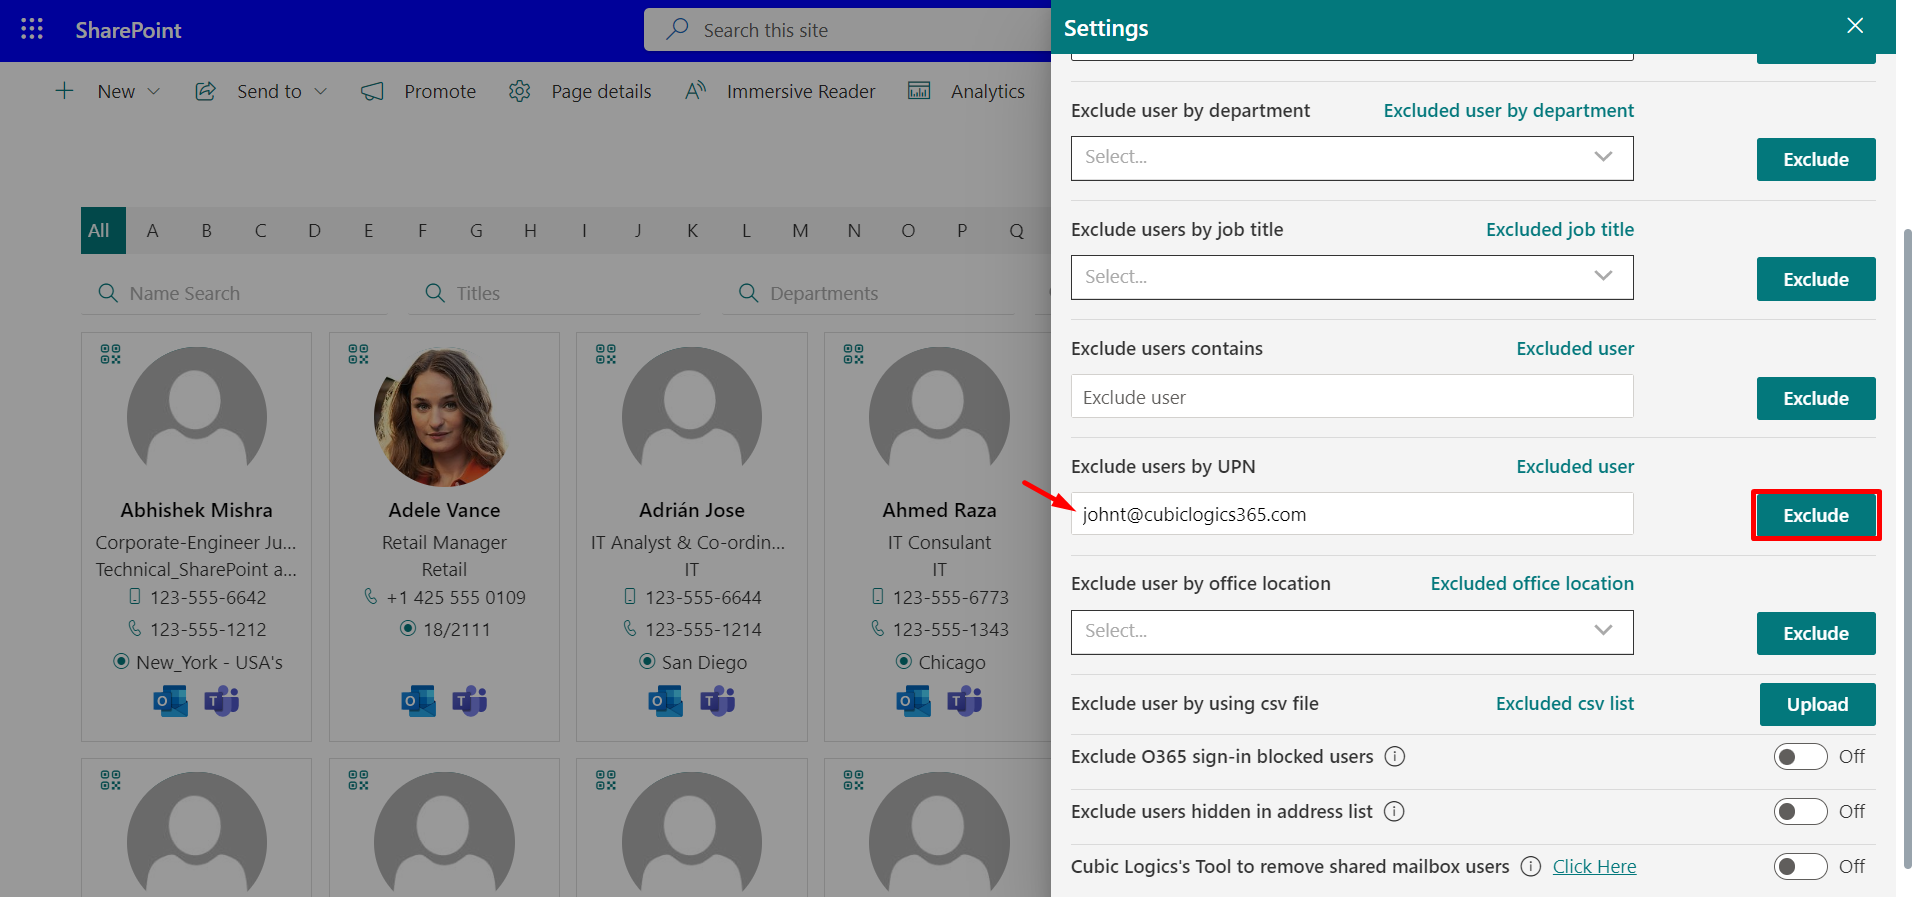 SharePoint
Search this site
New
Send to
Promote
Page details
Immersive Reader
Analytics
All A B C D E F G H I J K L M N O P Q
Name Search
Titles
Departments
Abhishek Mishra
Corporate-Engineer Ju...
Technical_SharePoint a...
123-555-6642
123-555-1212
New_York - USA's
Adele Vance
Retail Manager
Retail
+1 425 555 0109
18/2111
Adrián Jose
IT Analyst & Co-ordin...
IT
123-555-6644
123-555-1214
San Diego
Ahmed Raza
IT Consulant
IT
123-555-6773
123-555-1343
Chicago
Settings
Exclude user by department
Excluded user by department
Select...
Exclude
Exclude users by job title
Excluded job title
Select...
Exclude
Exclude users contains
Excluded user
Exclude user
Exclude
Exclude users by UPN
Excluded user
johnt@cubiclogics365.com
Exclude
Exclude user by office location
Excluded office location
Select...
Exclude
Exclude user by using csv file
Excluded csv list
Upload
Exclude O365 sign-in blocked users
Off
Exclude users hidden in address list
Off
Cubic Logics's Tool to remove shared mailbox users
Click Here
Off